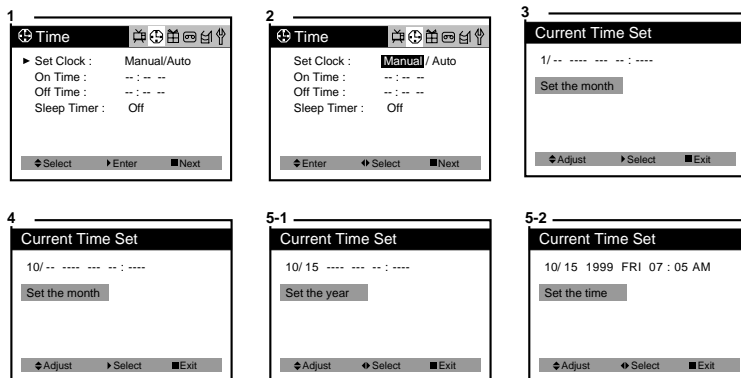 1
Time
► Set Clock : Manual/Auto
On Time : -- : -- --
Off Time : -- : -- --
Sleep Timer : Off
Select Enter Next
2
Time
Set Clock : Manual / Auto
On Time : -- : -- --
Off Time : -- : -- --
Sleep Timer : Off
Enter Select Next
3
Current Time Set
1/ -- ---- --- -- : ----
Set the month
Adjust Select Exit
4
Current Time Set
10/ -- ---- --- -- : ----
Set the month
Adjust Select Exit
5-1
Current Time Set
10/ 15 ---- --- -- : ----
Set the year
Adjust Select Exit
5-2
Current Time Set
10/ 15 1999 FRI 07 : 05 AM
Set the time
Adjust Select Exit